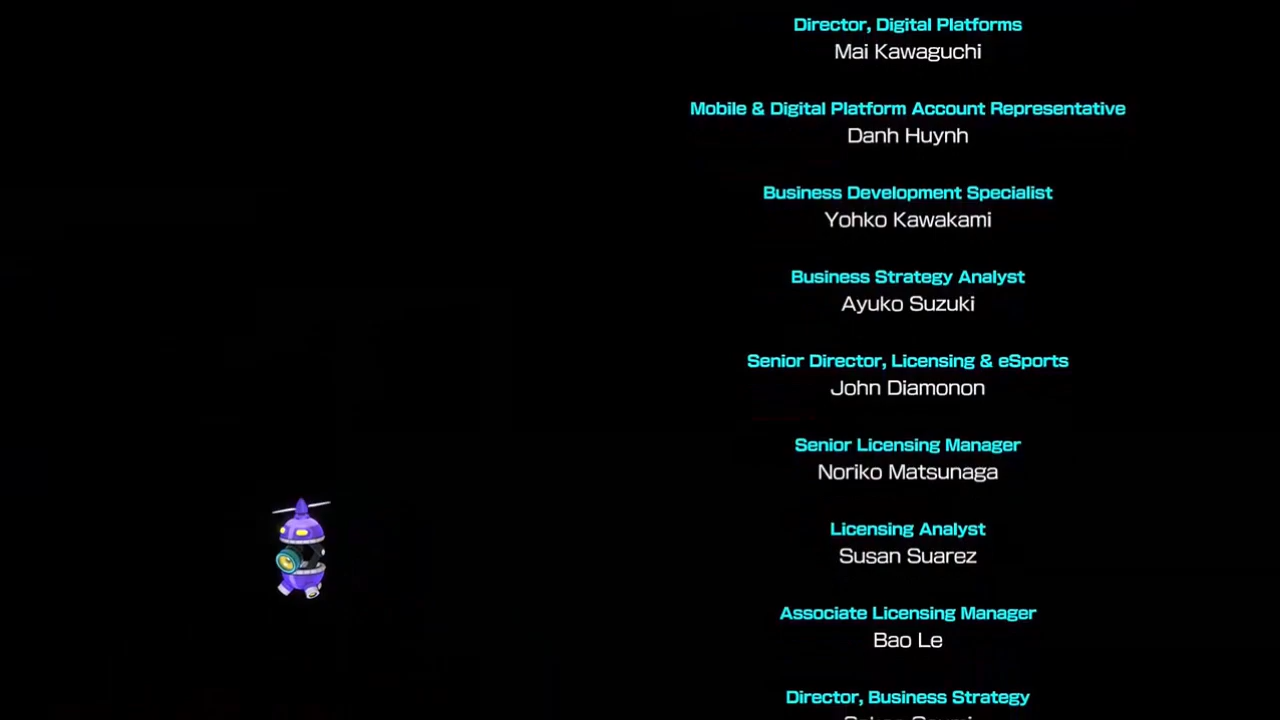 Director, Digital Platforms
Mai Kawaguchi
Mobile & Digital Platform Account Representative
Danh Huynh
Business Development Specialist
Yohko Kawakami
Business Strategy Analyst
Ayuko Suzuki
Senior Director, Licensing & eSports
John Diamonon
Senior Licensing Manager
Noriko Matsunaga
Licensing Analyst
Susan Suarez
Associate Licensing Manager
Bao Le
Director, Business Strategy